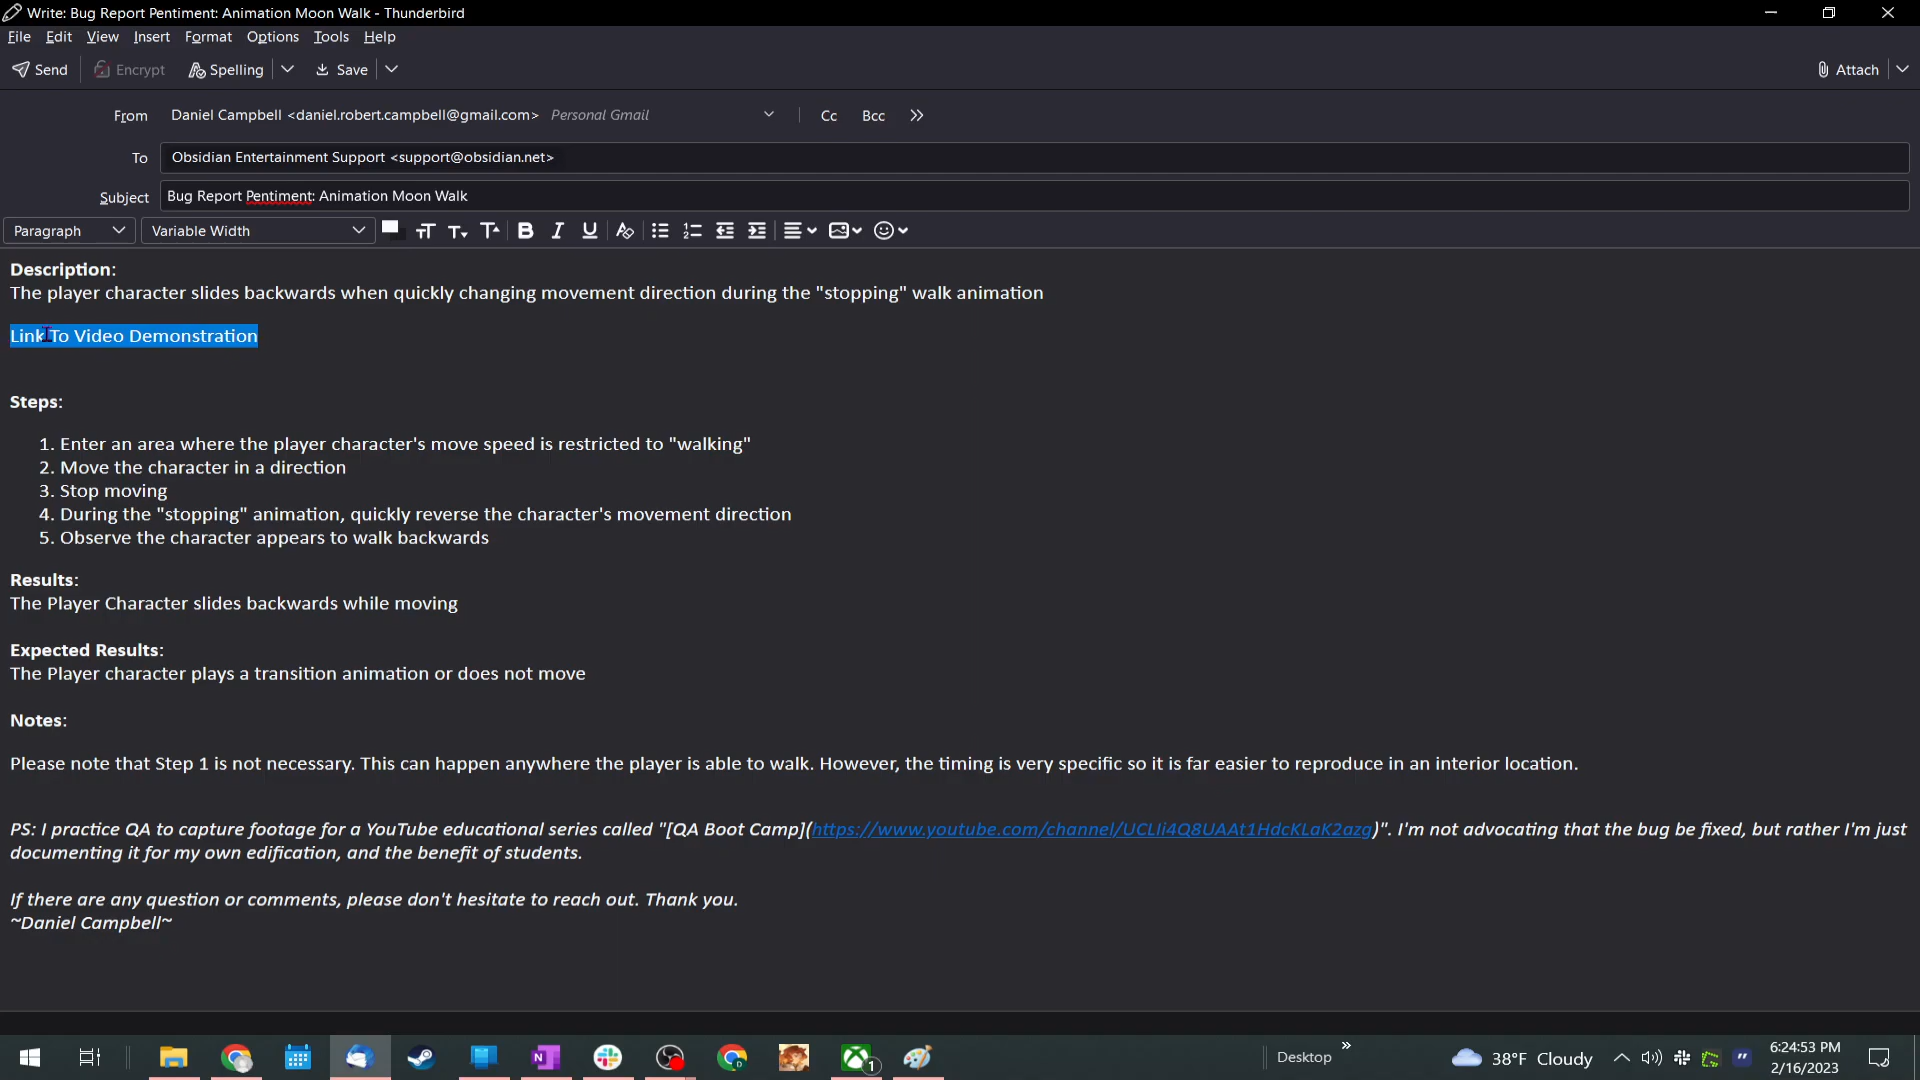 Write: Bug Report Pentiment: Animation Moon Walk - Thunderbird
File Edit View Insert Format Options Tools Help
Send Encrypt Spelling Save Attach
From Daniel Campbell <daniel.robert.campbell@gmail.com> Personal Gmail Cc Bcc
To Obsidian Entertainment Support <support@obsidian.net>
Subject Bug Report Pentiment: Animation Moon Walk
Paragraph Variable Width
Description:
The player character slides backwards when quickly changing movement direction during the "stopping" walk animation
Link To Video Demonstration
Steps:
1. Enter an area where the player character's move speed is restricted to "walking"
2. Move the character in a direction
3. Stop moving
4. During the "stopping" animation, quickly reverse the character's movement direction
5. Observe the character appears to walk backwards
Results:
The Player Character slides backwards while moving
Expected Results:
The Player character plays a transition animation or does not move
Notes:
Please note that Step 1 is not necessary. This can happen anywhere the player is able to walk. However, the timing is very specific so it is far easier to reproduce in an interior location.
PS: I practice QA to capture footage for a YouTube educational series called "[QA Boot Camp](https://www.youtube.com/channel/UCLIi4Q8UAAt1HdcKLaK2azg)". I'm not advocating that the bug be fixed, but rather I'm just
documenting it for my own edification, and the benefit of students.
If there are any question or comments, please don't hesitate to reach out. Thank you.
~Daniel Campbell~
Desktop 38°F Cloudy 6:24:53 PM
2/16/2023